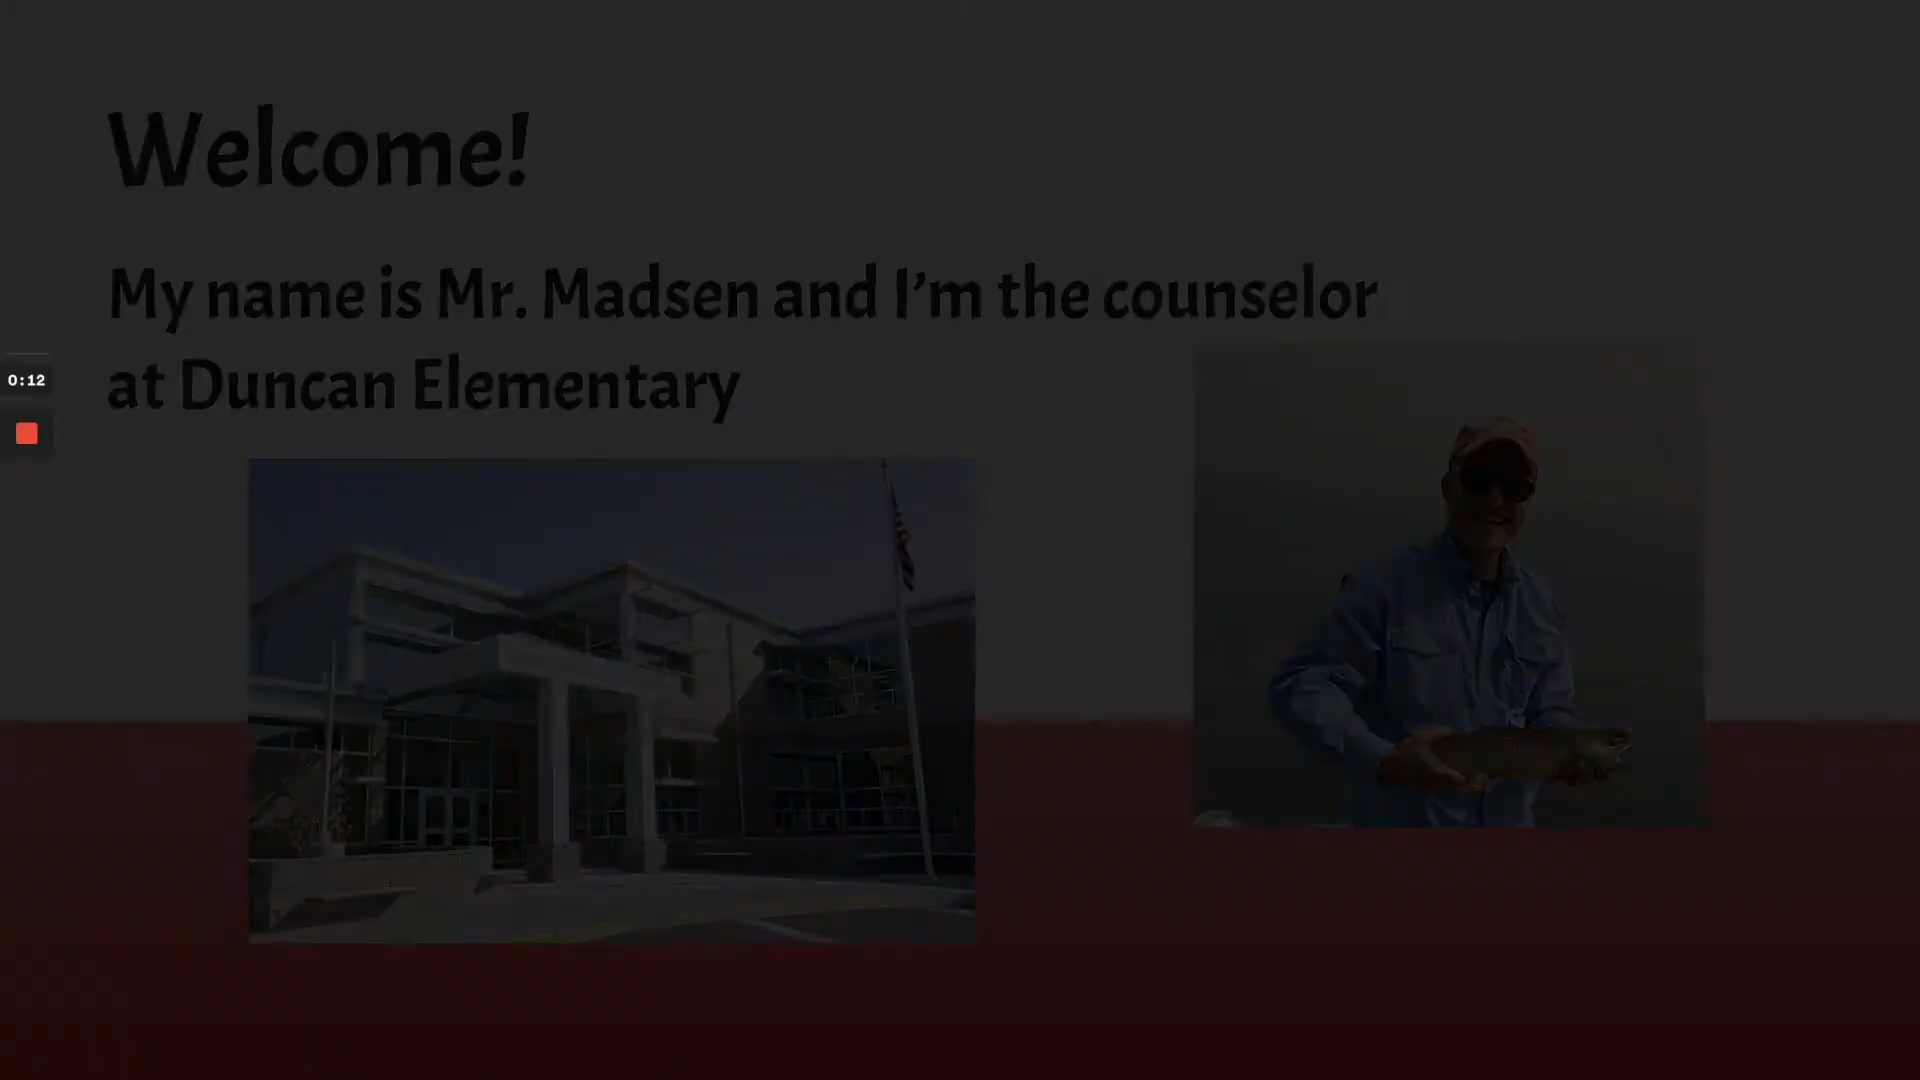 Welcome!
My name is Mr. Madsen and I’m the counselor
at Duncan Elementary
0:12